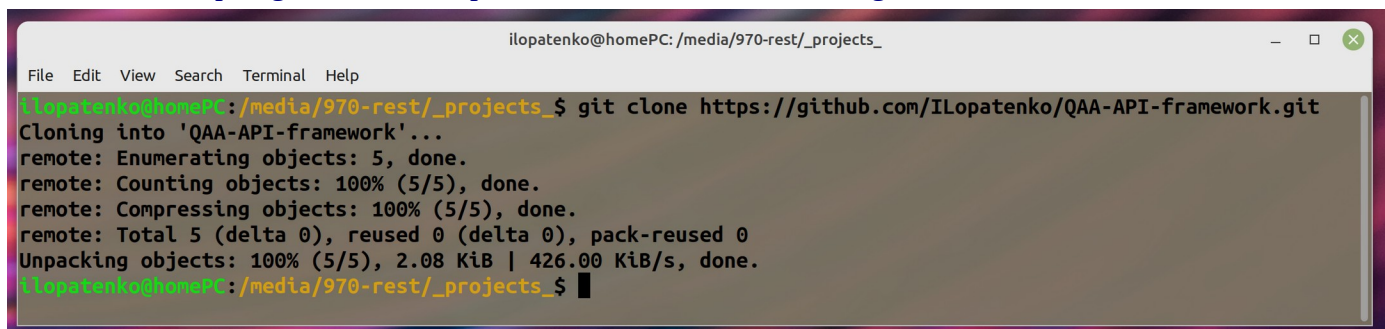 ilopatenko@homePC: /media/970-rest/_projects_
File Edit View Search Terminal Help
ilopatenko@homePC:/media/970-rest/_projects_$ git clone https://github.com/ILopatenko/QAA-API-framework.git
Cloning into 'QAA-API-framework'...
remote: Enumerating objects: 5, done.
remote: Counting objects: 100% (5/5), done.
remote: Compressing objects: 100% (5/5), done.
remote: Total 5 (delta 0), reused 0 (delta 0), pack-reused 0
Unpacking objects: 100% (5/5), 2.08 KiB | 426.00 KiB/s, done.
ilopatenko@homePC:/media/970-rest/_projects_$